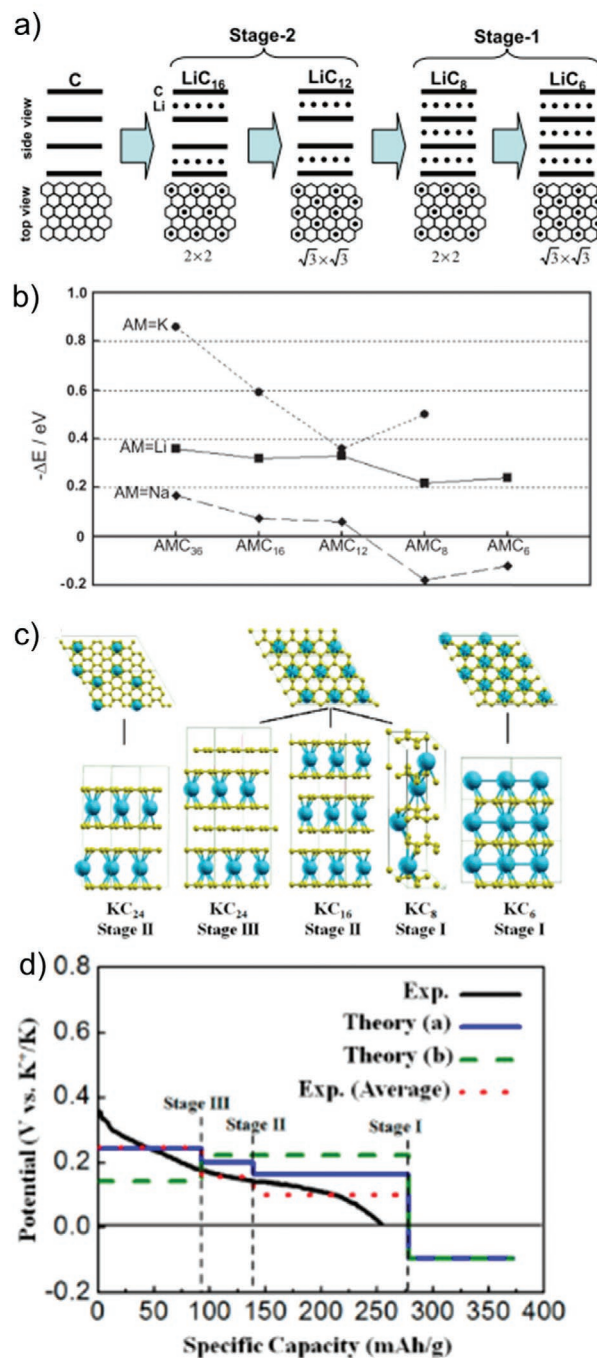 a)
Stage-2
Stage-1
C
LiC₁₆
LiC₁₂
LiC₈
LiC₆
C
Li
side view
top view
2×2
√3×√3
2×2
√3×√3
b)
1.0
0.8
0.6
0.4
0.2
0
-0.2
-ΔE / eV
AM=K
AM=Li
AM=Na
AMC₃₆
AMC₁₆
AMC₁₂
AMC₈
AMC₆
c)
KC₂₄
Stage II
KC₂₄
Stage III
KC₁₆
Stage II
KC₈
Stage I
KC₆
Stage I
d)
0.8
0.6
0.4
0.2
0.0
-0.2
Potential (V vs. K⁺/K)
Exp.
Theory (a)
Theory (b)
Exp. (Average)
Stage III
Stage II
Stage I
0 50 100 150 200 250 300 350 400
Specific Capacity (mAh/g)